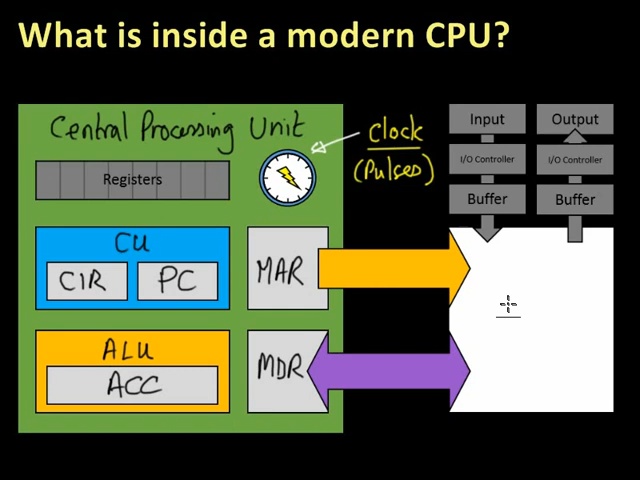 What is inside a modern CPU?
Central Processing Unit
Clock
(Pulses)
Registers
CU
CIR
PC
MAR
ALU
ACC
MDR
Input
Output
I/O Controller
I/O Controller
Buffer
Buffer